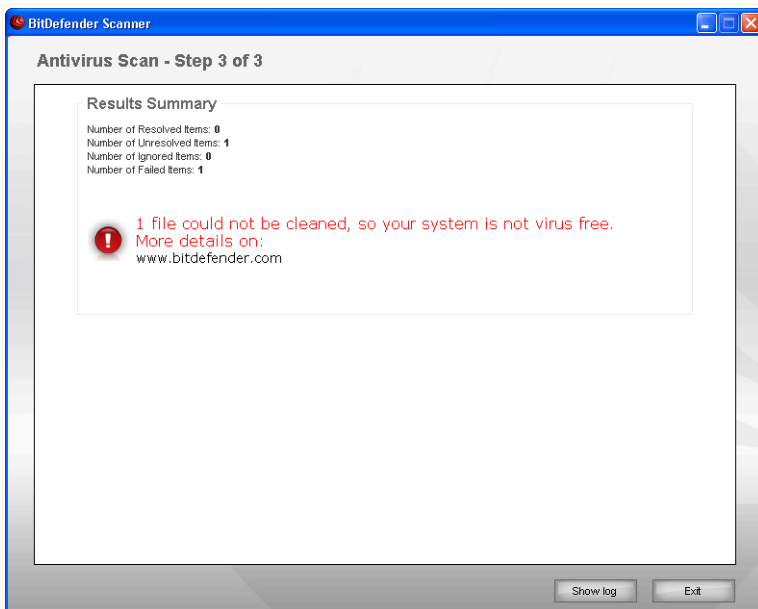 BitDefender Scanner
Antivirus Scan - Step 3 of 3
Results Summary
Number of Resolved Items: 0
Number of Unresolved Items: 1
Number of Ignored Items: 0
Number of Failed Items: 1
1 file could not be cleaned, so your system is not virus free.
More details on:
www.bitdefender.com
Show log
Exit